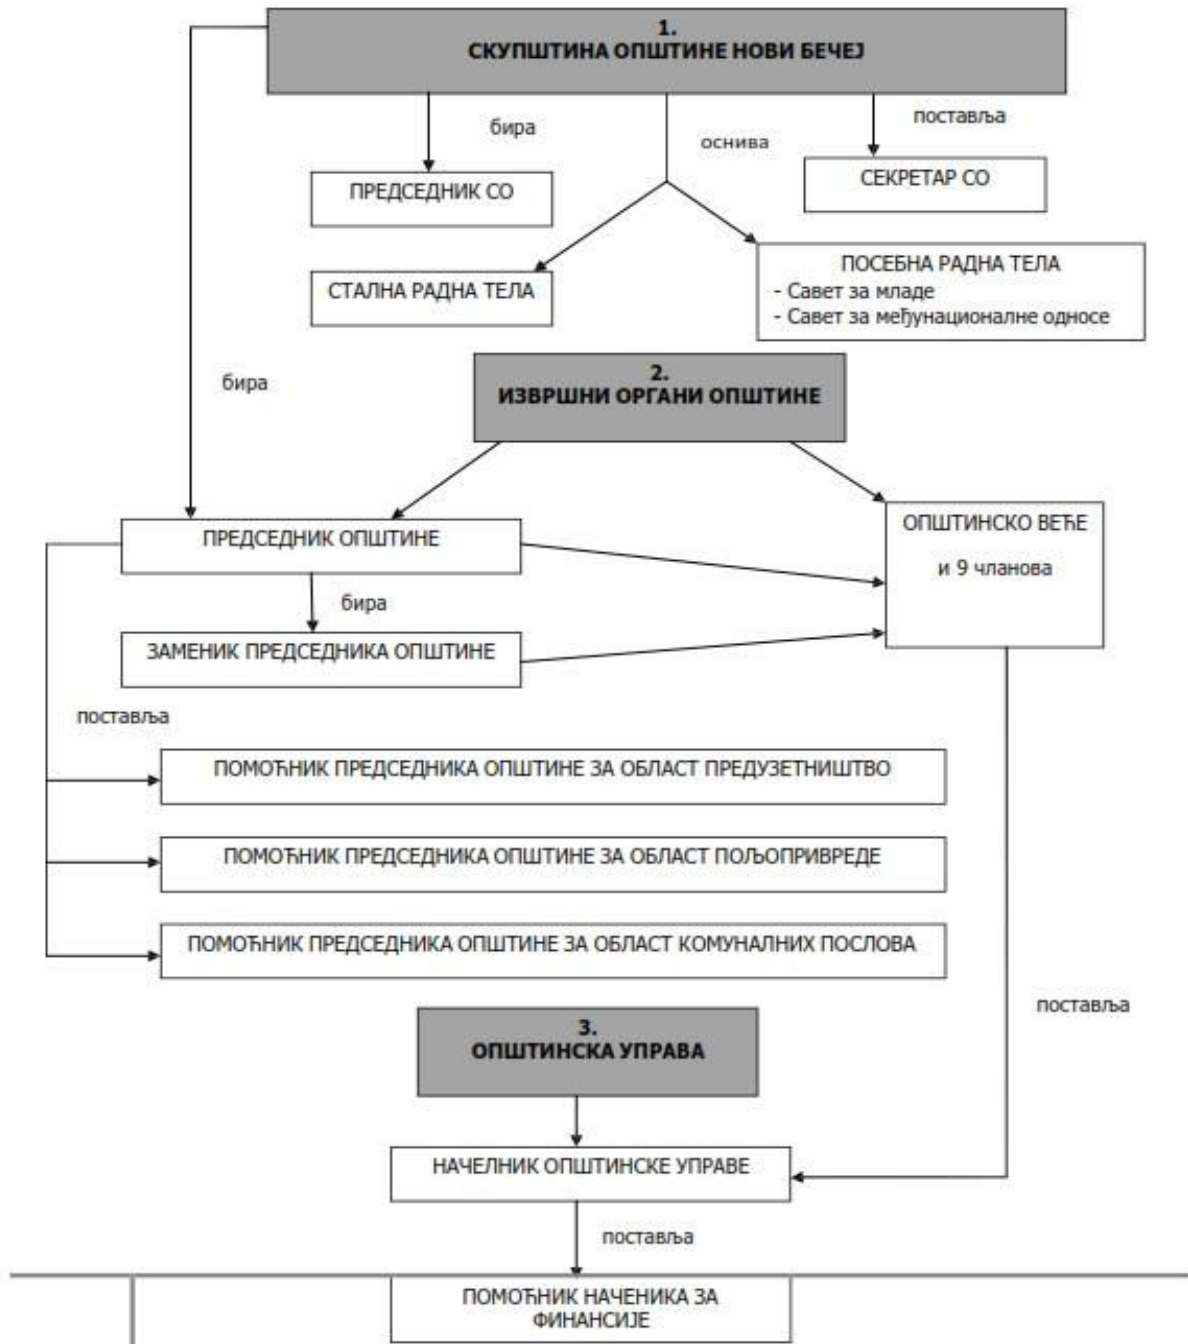 1.
СКУПШТИНА ОПШТИНЕ НОВИ БЕЧЕЈ
бира
оснива
поставља
ПРЕДСЕДНИК СО
СЕКРЕТАР СО
СТАЛНА РАДНА ТЕЛА
ПОСЕБНА РАДНА ТЕЛА
- Савет за младе
- Савет за међунационалне односе
бира
2.
ИЗВРШНИ ОРГАНИ ОПШТИНЕ
ПРЕДСЕДНИК ОПШТИНЕ
ОПШТИНСКО ВЕЋЕ
и 9 чланова
бира
ЗАМЕНИК ПРЕДСЕДНИКА ОПШТИНЕ
поставља
ПОМОЋНИК ПРЕДСЕДНИКА ОПШТИНЕ ЗА ОБЛАСТ ПРЕДУЗЕТНИШТВО
ПОМОЋНИК ПРЕДСЕДНИКА ОПШТИНЕ ЗА ОБЛАСТ ПОЉОПРИВРЕДЕ
ПОМОЋНИК ПРЕДСЕДНИКА ОПШТИНЕ ЗА ОБЛАСТ КОМУНАЛНИХ ПОСЛОВА
поставља
3.
ОПШТИНСКА УПРАВА
НАЧЕЛНИК ОПШТИНСКЕ УПРАВЕ
поставља
ПОМОЋНИК НАЧЕНИКА ЗА
ФИНАНСИЈЕ